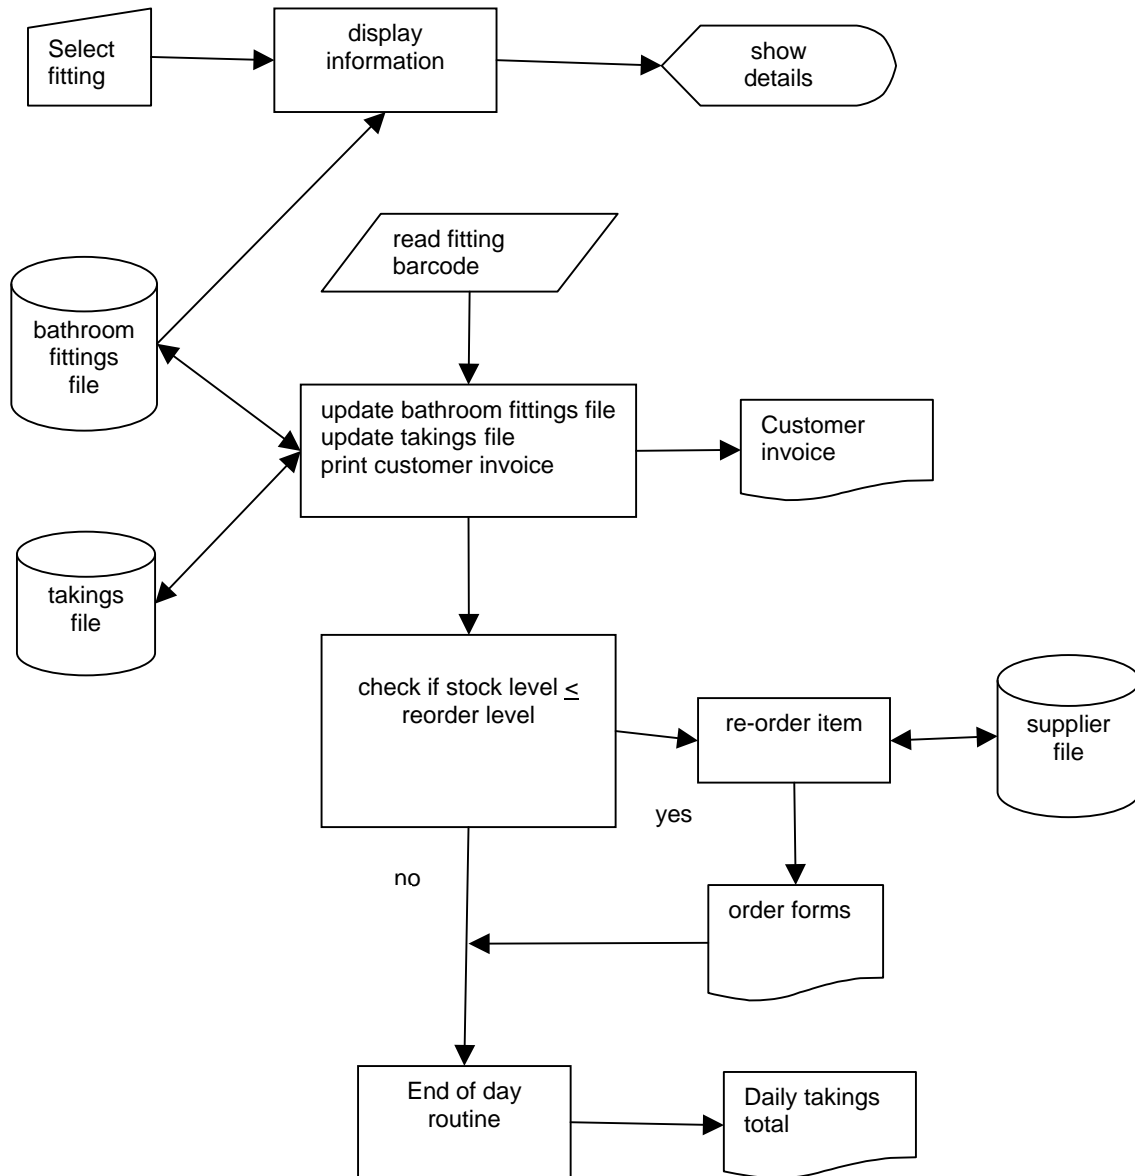 Select
fitting
display
information
show
details
read fitting
barcode
bathroom
fittings
file
update bathroom fittings file
update takings file
print customer invoice
Customer
invoice
takings
file
check if stock level ≤
reorder level
re-order item
supplier
file
yes
no
order forms
End of day
routine
Daily takings
total